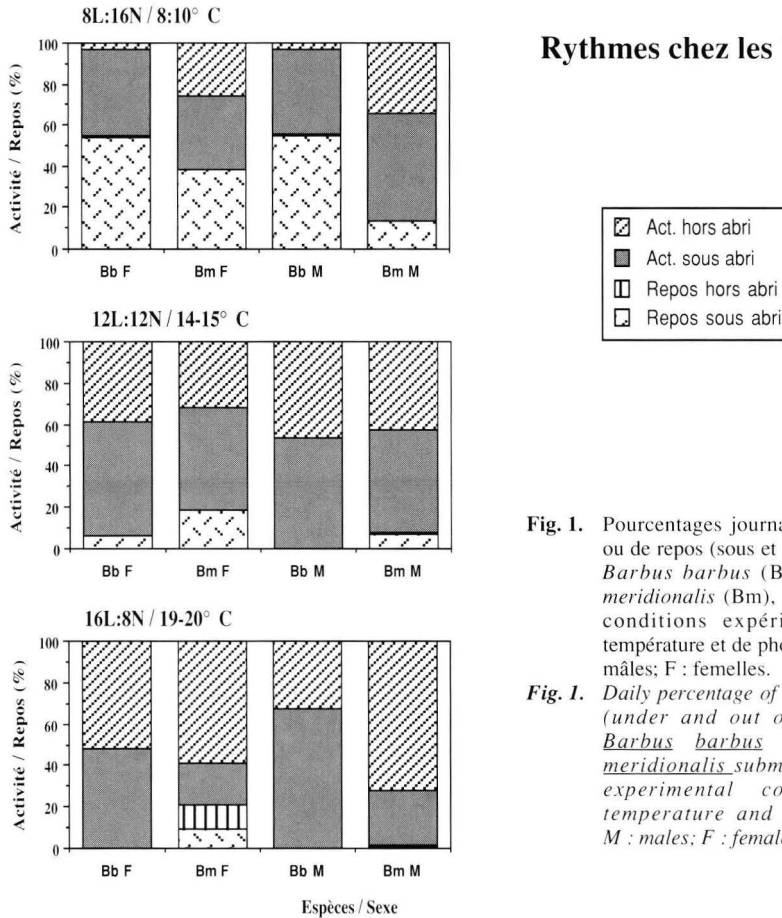 8L:16N / 8:10° C
Rythmes chez les
Activité / Repos (%)
100
80
60
40
20
0
Bb F Bm F Bb M Bm M
Act. hors abri
Act. sous abri
Repos hors abri
Repos sous abri
12L:12N / 14-15° C
Activité / Repos (%)
100
80
60
40
20
0
Bb F Bm F Bb M Bm M
16L:8N / 19-20° C
Activité / Repos (%)
100
80
60
40
20
0
Bb F Bm F Bb M Bm M
Espèces / Sexe
Fig. 1. Pourcentages journa
ou de repos (sous et
Barbus barbus (B
meridionalis (Bm),
conditions expéri
température et de pho
mâles; F : femelles.
Fig. 1. Daily percentage of
(under and out o
Barbus barbus
meridionalis subm
experimental co
temperature and
M : males; F : femal